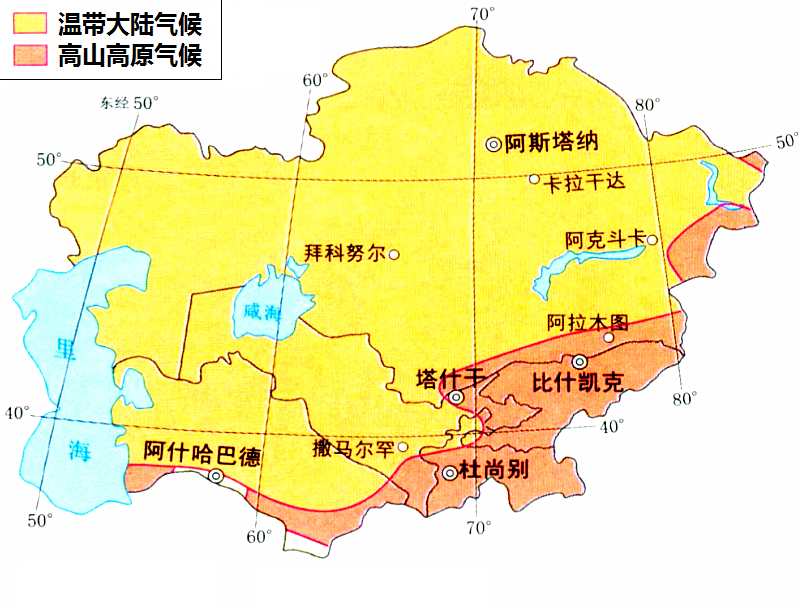 温带大陆气候
高山高原气候
70°
60°
80°
东经 50°
50°
50°
阿斯塔纳
卡拉干达
阿克斗卡
拜科努尔
咸海
里
海
阿拉木图
塔什干
比什凯克
80°
40°
40°
撒马尔罕
阿什哈巴德
杜尚别
50°
60°
70°